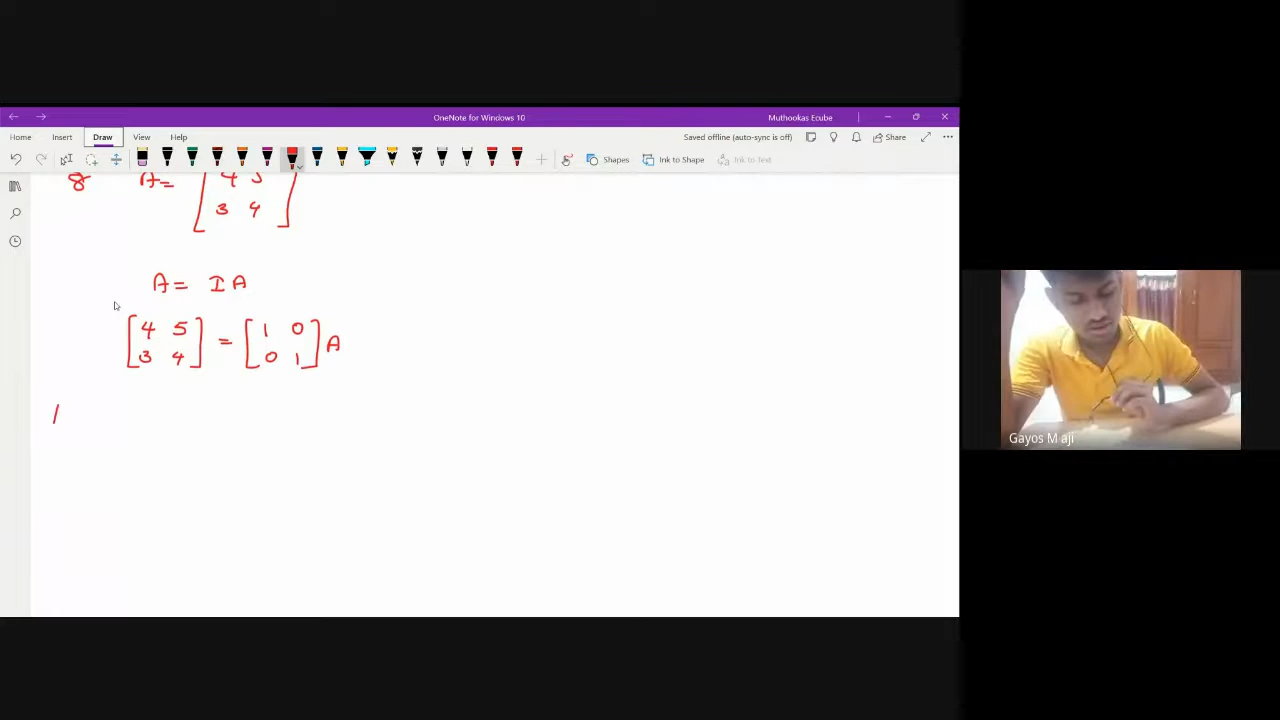 OneNote for Windows 10
Muthookas Ecube
Home Insert Draw View Help
Saved offline (auto-sync is off) Share
Shapes Ink to Shape Ink to Text
8 A = [ 4 5
3 4 ]
A = I A
[ 4 5 = [ 1 0 A
3 4 ] 0 1 ]
Gayos M aji